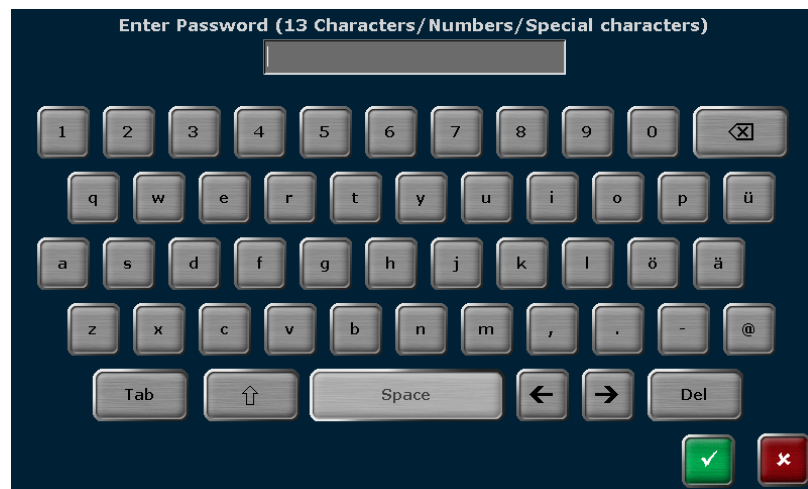 Enter Password (13 Characters/Numbers/Special characters)
1 2 3 4 5 6 7 8 9 0
q w e r t y u i o p ü
a s d f g h j k l ö ä
z x c v b n m , . - @
Tab Space Del